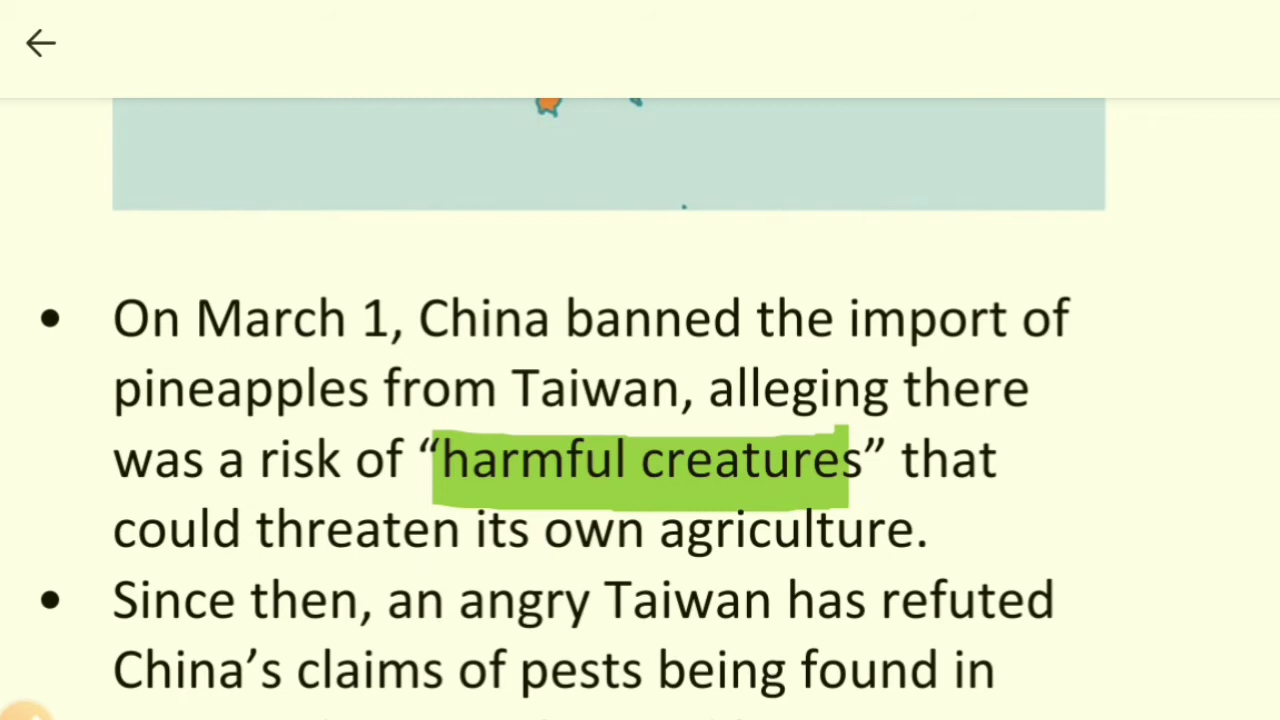 • On March 1, China banned the import of
pineapples from Taiwan, alleging there
was a risk of “harmful creatures” that
could threaten its own agriculture.
• Since then, an angry Taiwan has refuted
China’s claims of pests being found in